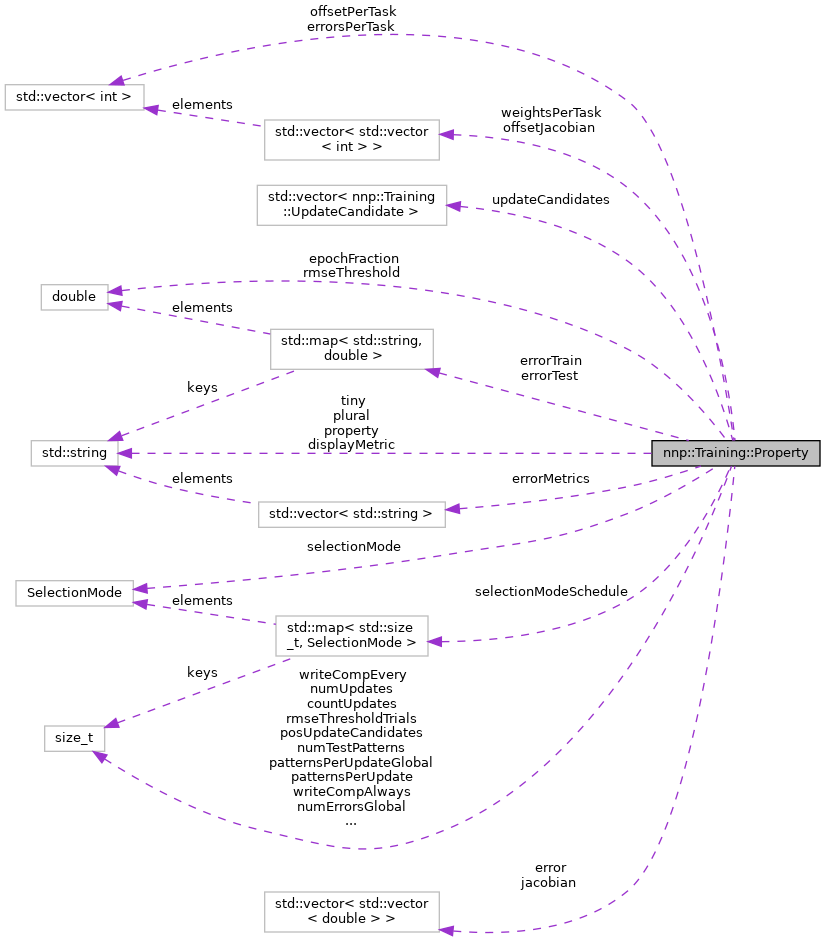 offsetPerTask
errorsPerTask
std::vector< int >
elements
weightsPerTask
offsetJacobian
std::vector< std::vector
< int > >
std::vector< nnp::Training
::UpdateCandidate >
updateCandidates
epochFraction
rmseThreshold
double
elements
std::map< std::string,
double >
errorTrain
errorTest
keys
tiny
plural
property
displayMetric
std::string
nnp::Training::Property
elements
errorMetrics
std::vector< std::string >
selectionMode
SelectionMode
elements
selectionModeSchedule
std::map< std::size
_t, SelectionMode >
keys
writeCompEvery
numUpdates
countUpdates
rmseThresholdTrials
posUpdateCandidates
numTestPatterns
patternsPerUpdateGlobal
patternsPerUpdate
writeCompAlways
numErrorsGlobal
...
size_t
error
jacobian
std::vector< std::vector
< double > >